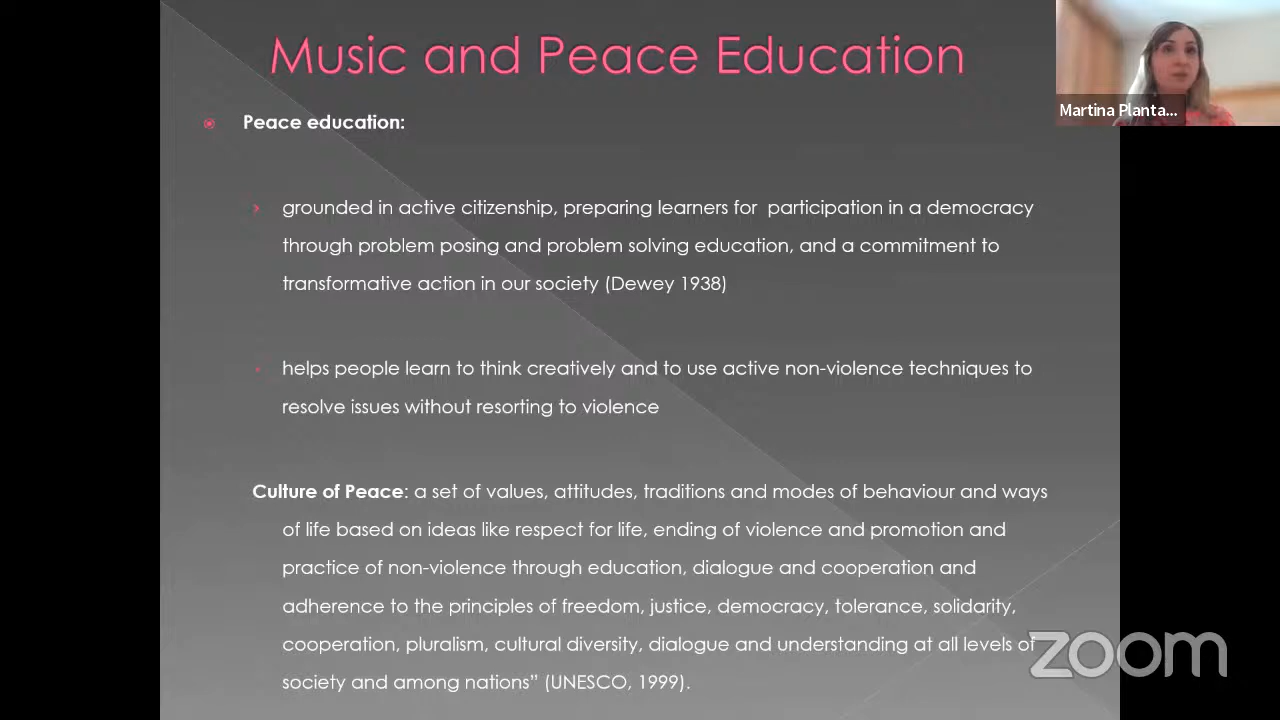 Music and Peace Education
Martina Planta...
Peace education:
grounded in active citizenship, preparing learners for participation in a democracy
through problem posing and problem solving education, and a commitment to
transformative action in our society (Dewey 1938)
helps people learn to think creatively and to use active non-violence techniques to
resolve issues without resorting to violence
Culture of Peace: a set of values, attitudes, traditions and modes of behaviour and ways
of life based on ideas like respect for life, ending of violence and promotion and
practice of non-violence through education, dialogue and cooperation and
adherence to the principles of freedom, justice, democracy, tolerance, solidarity,
cooperation, pluralism, cultural diversity, dialogue and understanding at all levels of
society and among nations” (UNESCO, 1999).
zoom